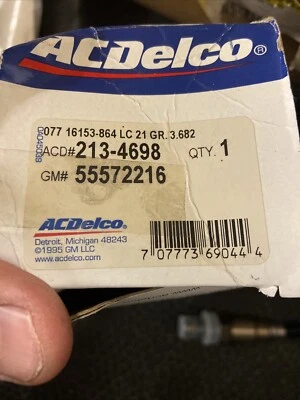 ACDelco®
077 16153-864 LC 21 GR. 3.682
ACD# 213-4698 QTY. 1
GM# 55572216
ACDelco
Detroit, Michigan 48243
©1995 GM LLC
www.acdelco.com
7 07773 69044 4